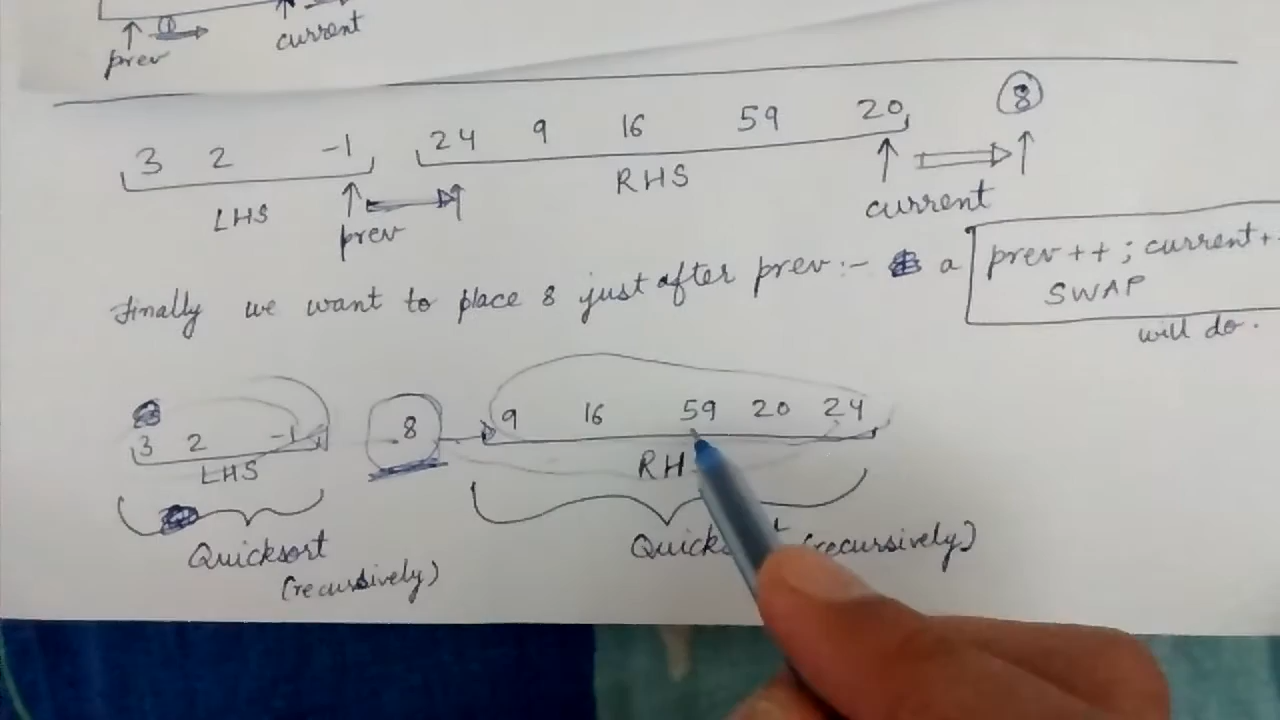 prev current
3 2 -1 24 9 16 59 20 8
LHS RHS
prev current
Finally we want to place 8 just after prev :- a prev ++ ; current +
SWAP
will do.
3 2 -1 8 9 16 59 20 24
LHS RH
Quicksort Quicks
(recursively) (recursively)